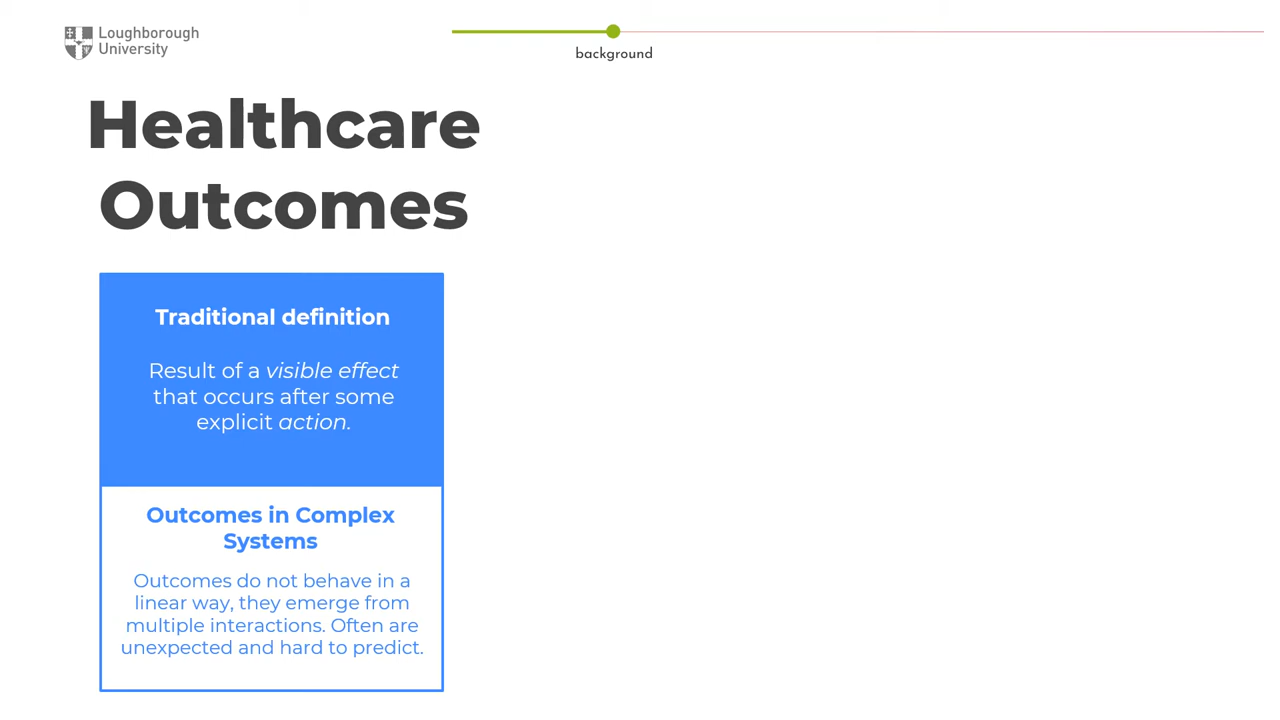 Loughborough
University
background
Healthcare
Outcomes
Traditional definition
Result of a visible effect
that occurs after some
explicit action.
Outcomes in Complex
Systems
Outcomes do not behave in a
linear way, they emerge from
multiple interactions. Often are
unexpected and hard to predict.